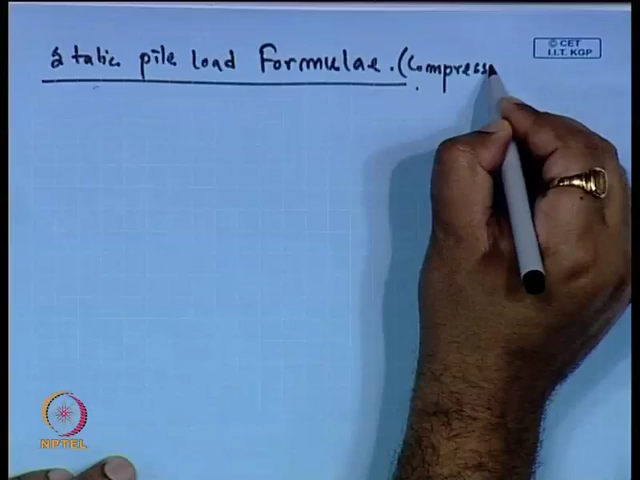 Static pile load Formulae. (Compress
© CET
I.I.T. KGP
NPTEL